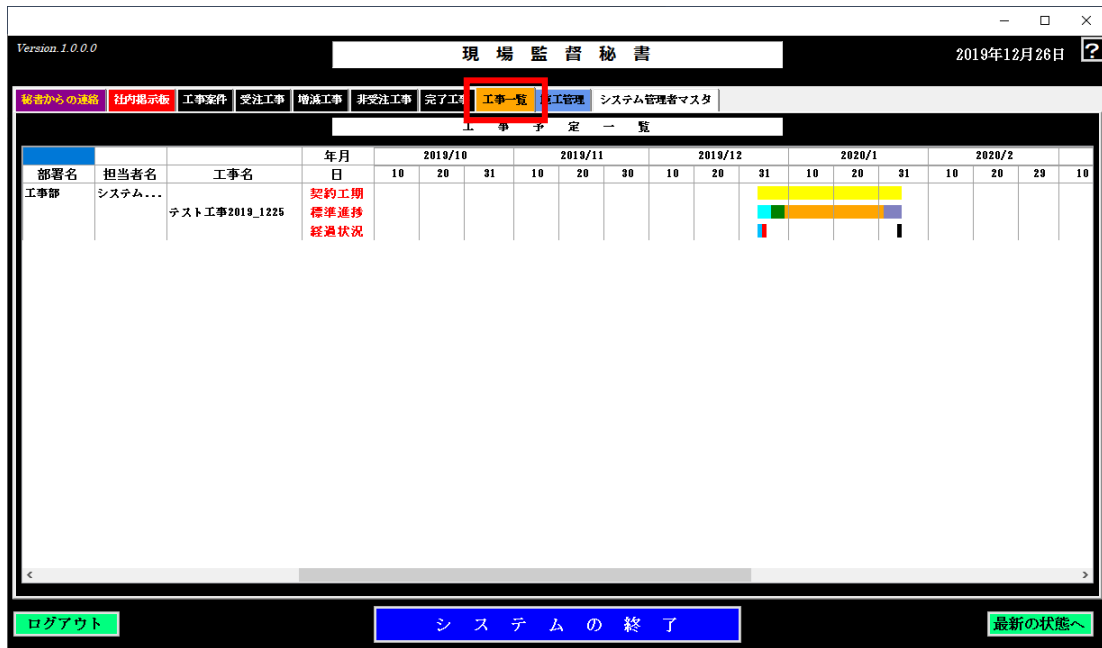 Version.1.0.0.0
現場監督秘書
2019年12月26日
?
秘書からの連絡 社内掲示板 工事案件 受注工事 増減工事 非受注工事 完了工事 工事一覧 施工管理 システム管理者マスタ
工事予定一覧
年月 2019/10 2019/11 2019/12 2020/1 2020/2
部署名 担当者名 工事名 日 10 20 31 10 20 30 10 20 31 10 20 31 10 20 29 10
工事部 システム... 契約工期
テスト工事2019_1225 標準進捗
経過状況
ログアウト システムの終了 最新の状態へ